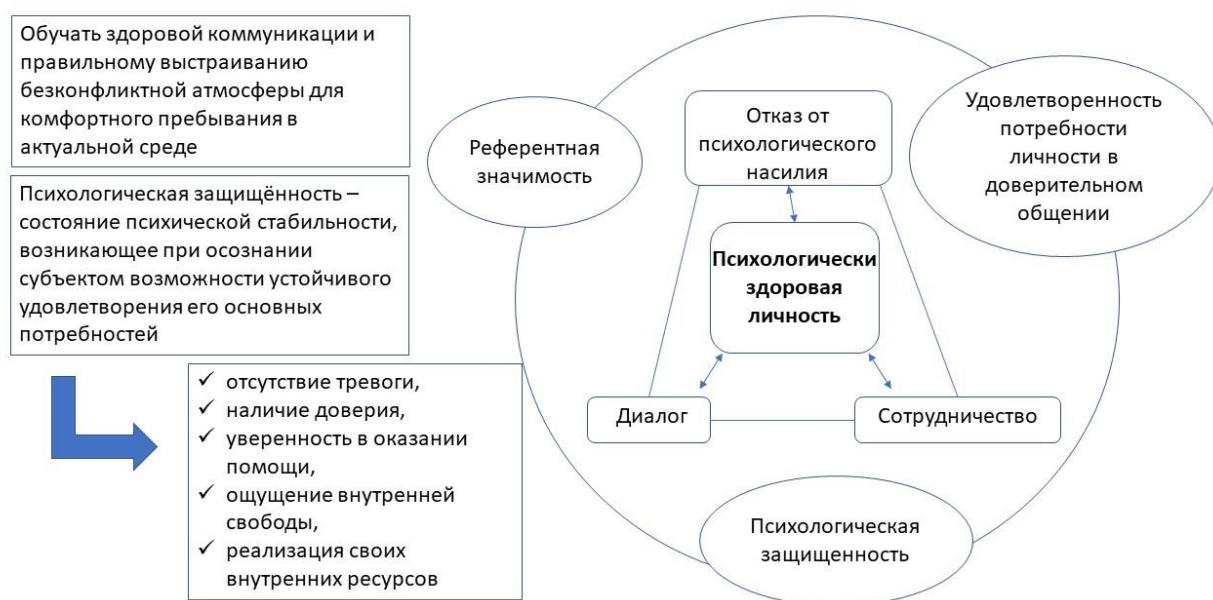 Обучать здоровой коммуникации и
правильному выстраиванию
безконфликтной атмосферы для
комфортного пребывания в
актуальной среде
Психологическая защищённость –
состояние психической стабильности,
возникающее при осознании
субъектом возможности устойчивого
удовлетворения его основных
потребностей
✓ отсутствие тревоги,
✓ наличие доверия,
✓ уверенность в оказании
помощи,
✓ ощущение внутренней
свободы,
✓ реализация своих
внутренних ресурсов
Референтная
значимость
Отказ от
психологического
насилия
Удовлетворенность
потребности
личности в
доверительном
общении
Психологически
здоровая
личность
Диалог
Сотрудничество
Психологическая
защищенность